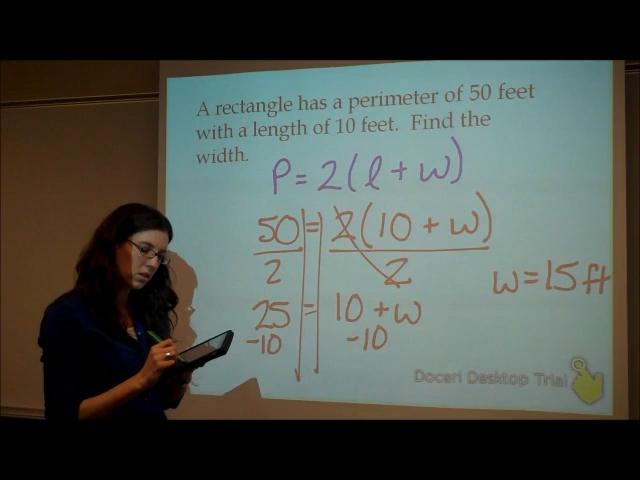 A rectangle has a perimeter of 50 feet
with a length of 10 feet. Find the
width.
P = 2(l + w)
50 = 2(10 + w)
2 2
w = 15 ft
25 = 10 + w
-10 -10
Doceri Desktop Trial